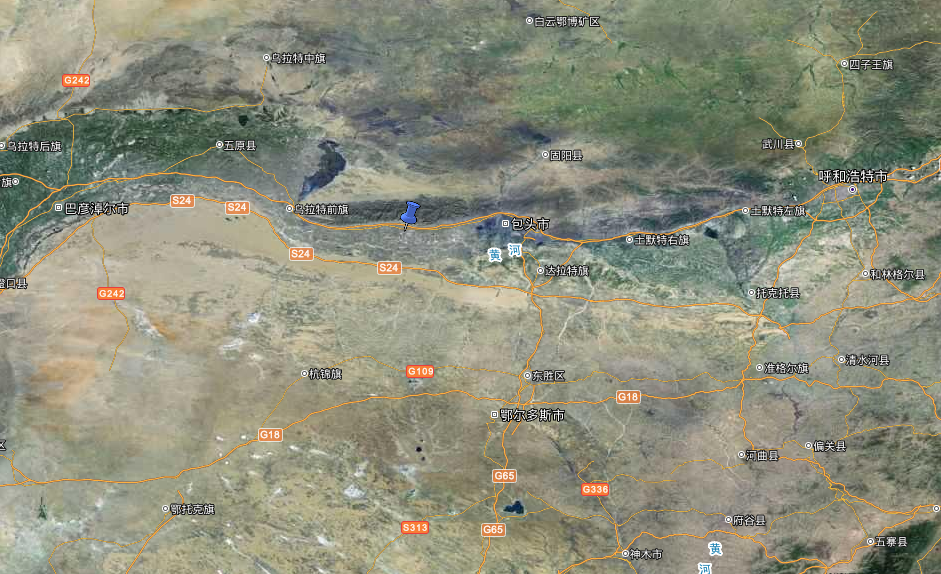 白云鄂博矿区
乌拉特中旗
四子王旗
G242
武川县
乌拉特后旗
五原县
固阳县
呼和浩特市
旗
巴彦淖尔市
S24
S24
乌拉特前旗
包头市
土默特左旗
土默特右旗
黄河
S24
S24
达拉特旗
和林格尔县
磴口县
G242
托克托县
清水河县
准格尔旗
杭锦旗
G109
东胜区
G18
鄂尔多斯市
G18
区
偏关县
河曲县
G65
G336
鄂托克旗
府谷县
S313
G65
五寨县
神木市
黄
河